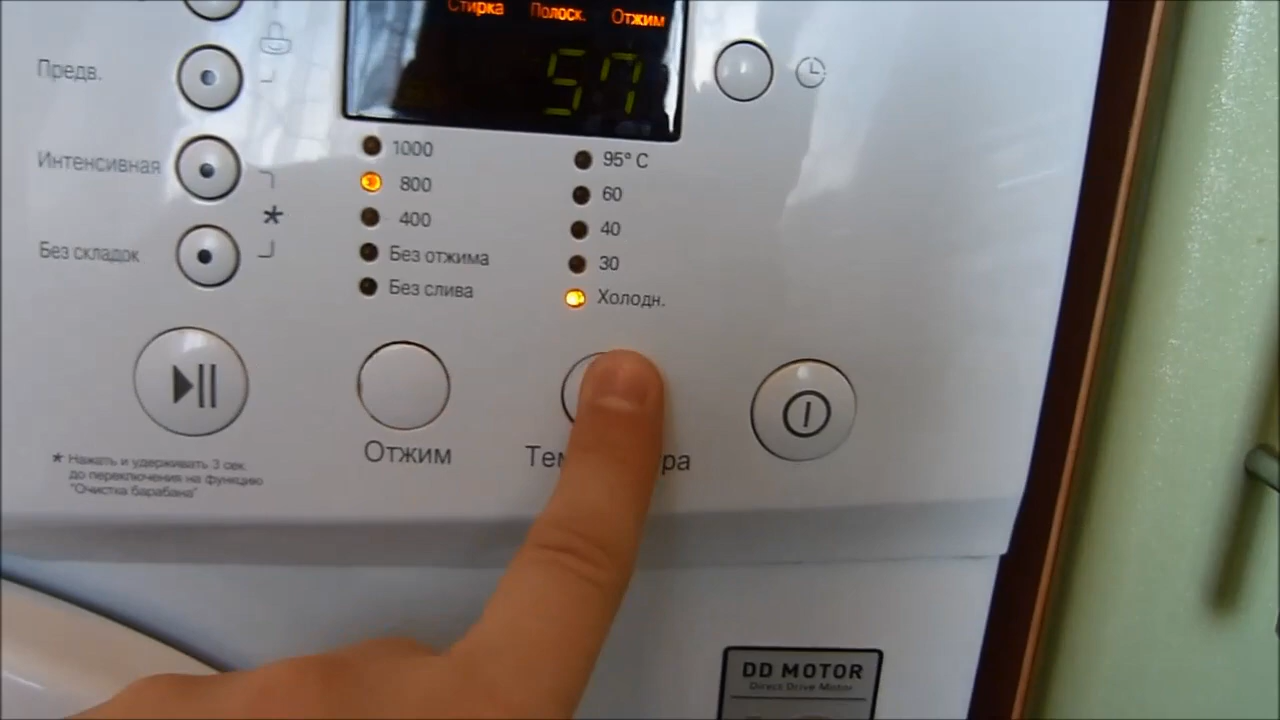 Стирка Полоск. Отжим
57
Предв.
Интенсивная
Без складок
*
1000
800
400
Без отжима
Без слива
95° C
60
40
30
Холодн.
Отжим
* Нажать и удерживать 3 сек.
до переключения на функцию
"Очистка барабана"
DD MOTOR
Direct Drive Motor